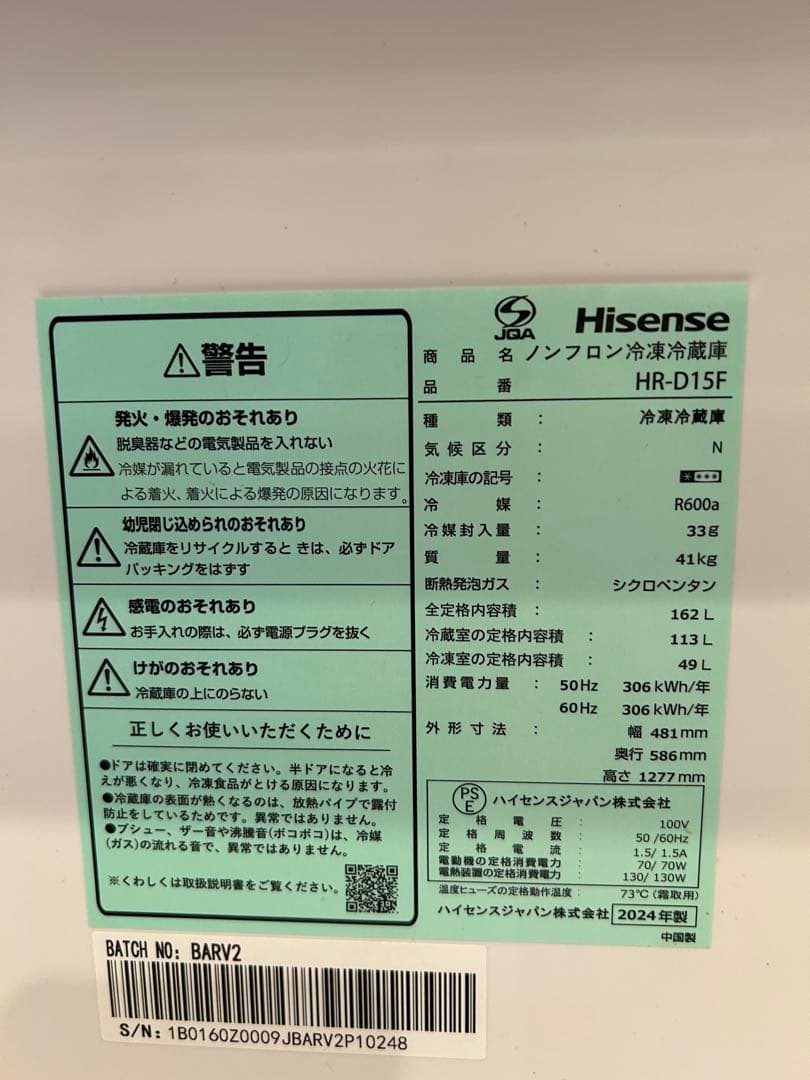 警告
発火・爆発のおそれあり
脱臭器などの電気製品を入れない
冷媒が漏れていると電気製品の接点の火花に
よる着火、着火による爆発の原因になります。
幼児閉じ込められのおそれあり
冷蔵庫をリサイクルすると きは、必ずドア
パッキングをはずす
感電のおそれあり
お手入れの際は、必ず電源プラグを抜く
けがのおそれあり
冷蔵庫の上にのらない
正しくお使いいただくために
●ドアは確実に閉めてください。半ドアになると冷
えが悪くなり、冷凍食品がとける原因になります。
●冷蔵庫の表面が熱くなるのは、放熱パイプで露付
防止をしているためです。異常ではありません。
●プシュー、ザー音や沸騰音(ポコポコ)は、冷媒
(ガス)の流れる音で、異常ではありません。
※くわしくは取扱説明書をご覧ください。
JQA Hisense
商品名 ノンフロン冷凍冷蔵庫
品番 HR-D15F
種類 : 冷凍冷蔵庫
気候区分 : N
冷凍庫の記号 : ****
冷媒 : R600a
冷媒封入量 : 33g
質量 : 41kg
断熱発泡ガス : シクロペンタン
全定格内容積 : 162 L
冷蔵室の定格内容積 : 113 L
冷凍室の定格内容積 : 49 L
消費電力量 : 50Hz 306 kWh/年
60Hz 306 kWh/年
外形寸法 : 幅 481mm
奥行 586mm
高さ 1277mm
PSE ハイセンスジャパン株式会社
定格電圧 : 100V
定格周波数 : 50 /60Hz
定格電流 : 1.5/ 1.5A
電動機の定格消費電力 : 70/ 70W
電熱装置の定格消費電力 : 130/ 130W
温度ヒューズの定格動作温度 : 73℃ (霜取用)
ハイセンスジャパン株式会社 2024年製
中国製
BATCH NO: BARV2
S/N: 1B0160Z0009JBARV2P10248